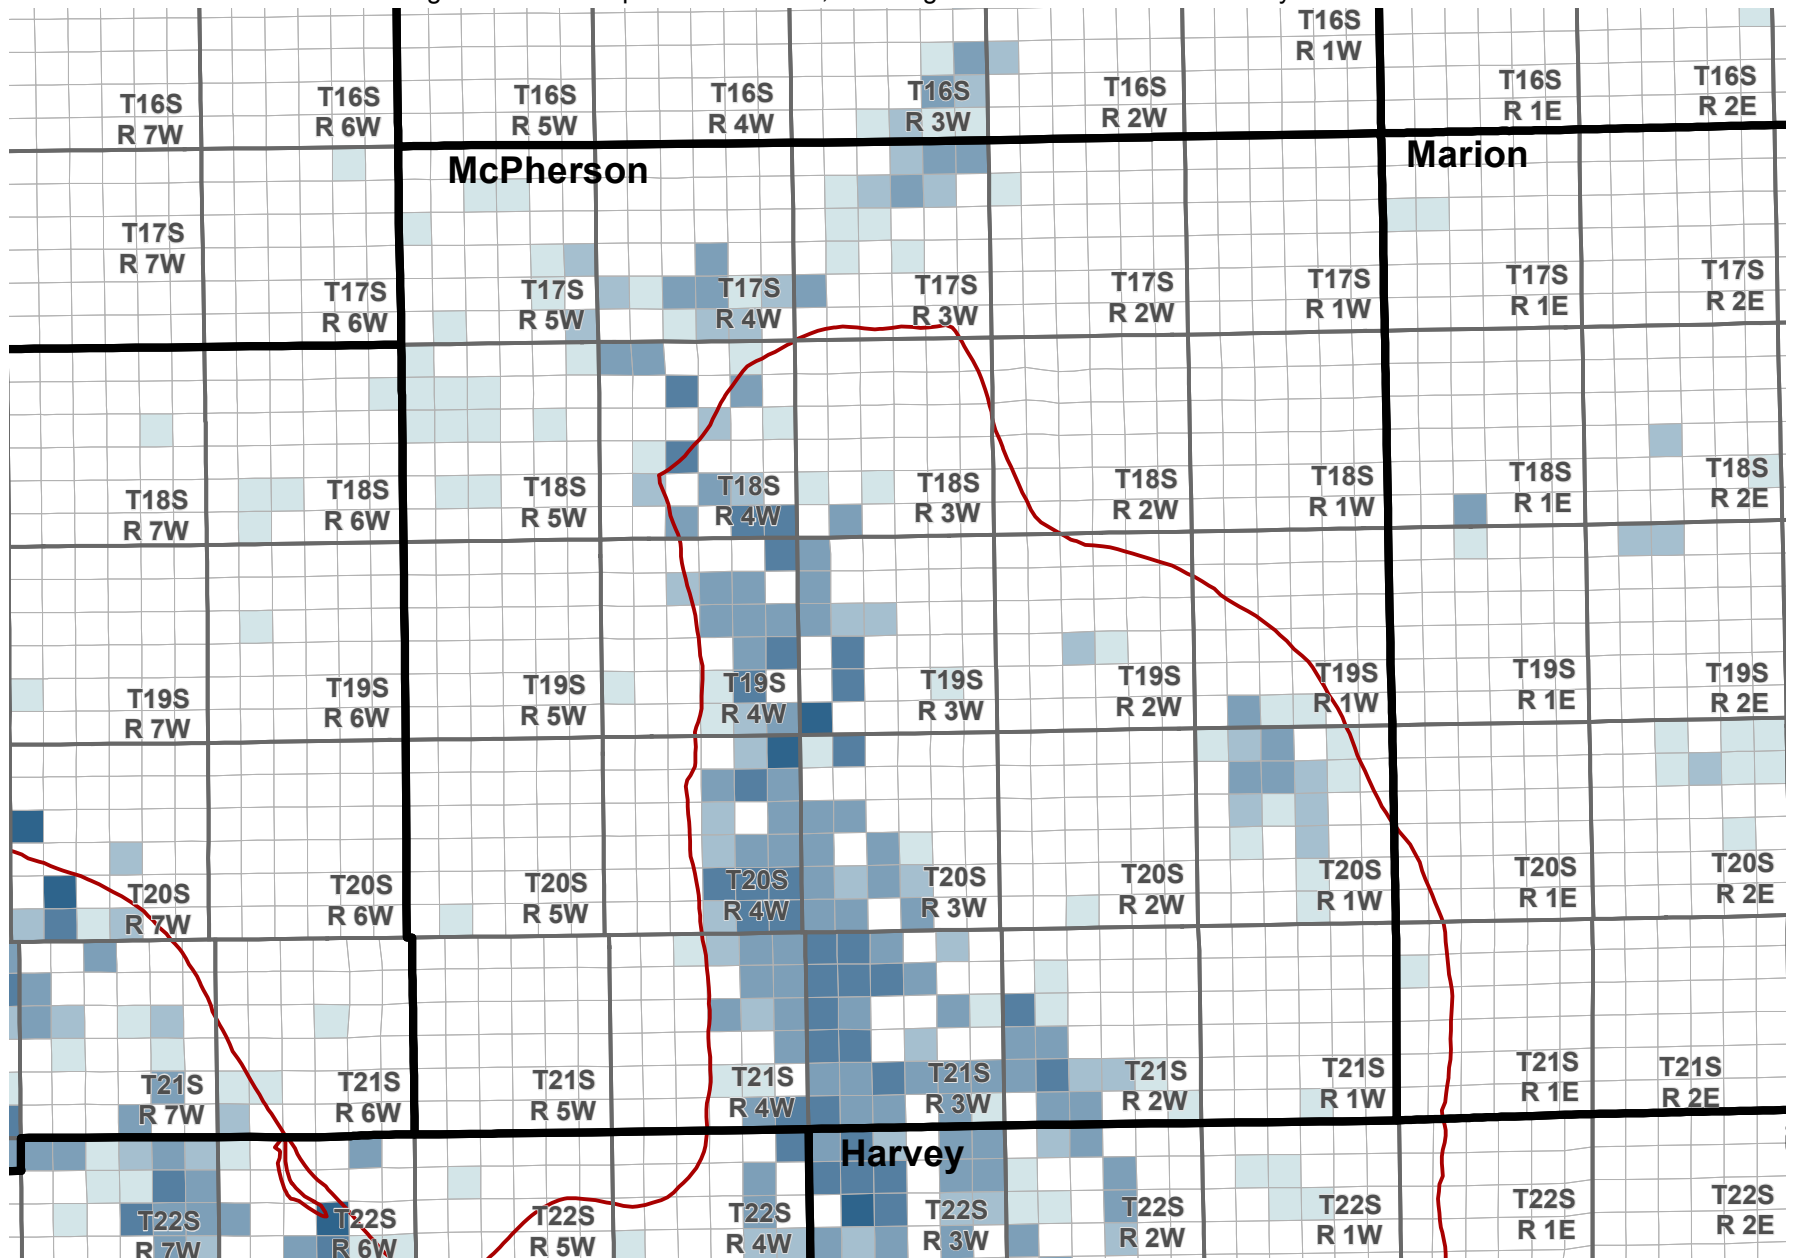 T16S
R 1W
T16S
R 7W
T16S
R 6W
T16S
R 5W
T16S
R 4W
T16S
R 3W
T16S
R 2W
T16S
R 1E
T16S
R 2E
McPherson
Marion
T17S
R 7W
T17S
R 6W
T17S
R 5W
T17S
R 4W
T17S
R 3W
T17S
R 2W
T17S
R 1W
T17S
R 1E
T17S
R 2E
T18S
R 7W
T18S
R 6W
T18S
R 5W
T18S
R 4W
T18S
R 3W
T18S
R 2W
T18S
R 1W
T18S
R 1E
T18S
R 2E
T19S
R 7W
T19S
R 6W
T19S
R 5W
T19S
R 4W
T19S
R 3W
T19S
R 2W
T19S
R 1W
T19S
R 1E
T19S
R 2E
T20S
R 7W
T20S
R 6W
T20S
R 5W
T20S
R 4W
T20S
R 3W
T20S
R 2W
T20S
R 1W
T20S
R 1E
T20S
R 2E
T21S
R 7W
T21S
R 6W
T21S
R 5W
T21S
R 4W
T21S
R 3W
T21S
R 2W
T21S
R 1W
T21S
R 1E
T21S
R 2E
Harvey
T22S
R 7W
T22S
R 6W
T22S
R 5W
T22S
R 4W
T22S
R 3W
T22S
R 2W
T22S
R 1W
T22S
R 1E
T22S
R 2E